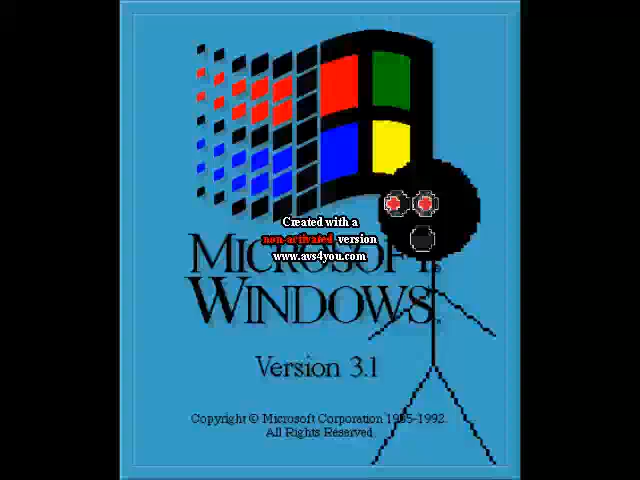 Created with a
non-activated version
www.avs4you.com
MICROSOFT®
WINDOWS™
Version 3.1
Copyright © Microsoft Corporation 1985-1992.
All Rights Reserved.